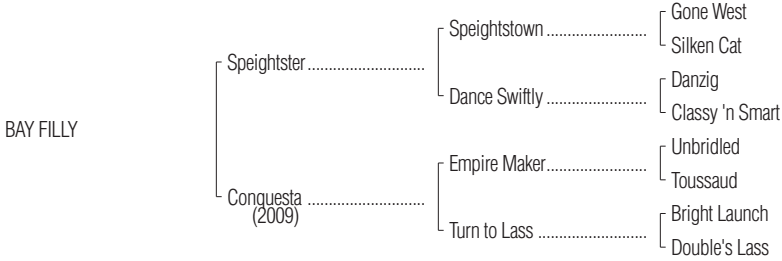 Gone West
Speightstown ........................
Silken Cat
Speightster ............................
Danzig
Dance Swiftly ........................
Classy 'n Smart
BAY FILLY
Unbridled
Empire Maker ........................
Toussaud
Conquesta ............................
(2009)
Bright Launch
Turn to Lass ..........................
Double's Lass